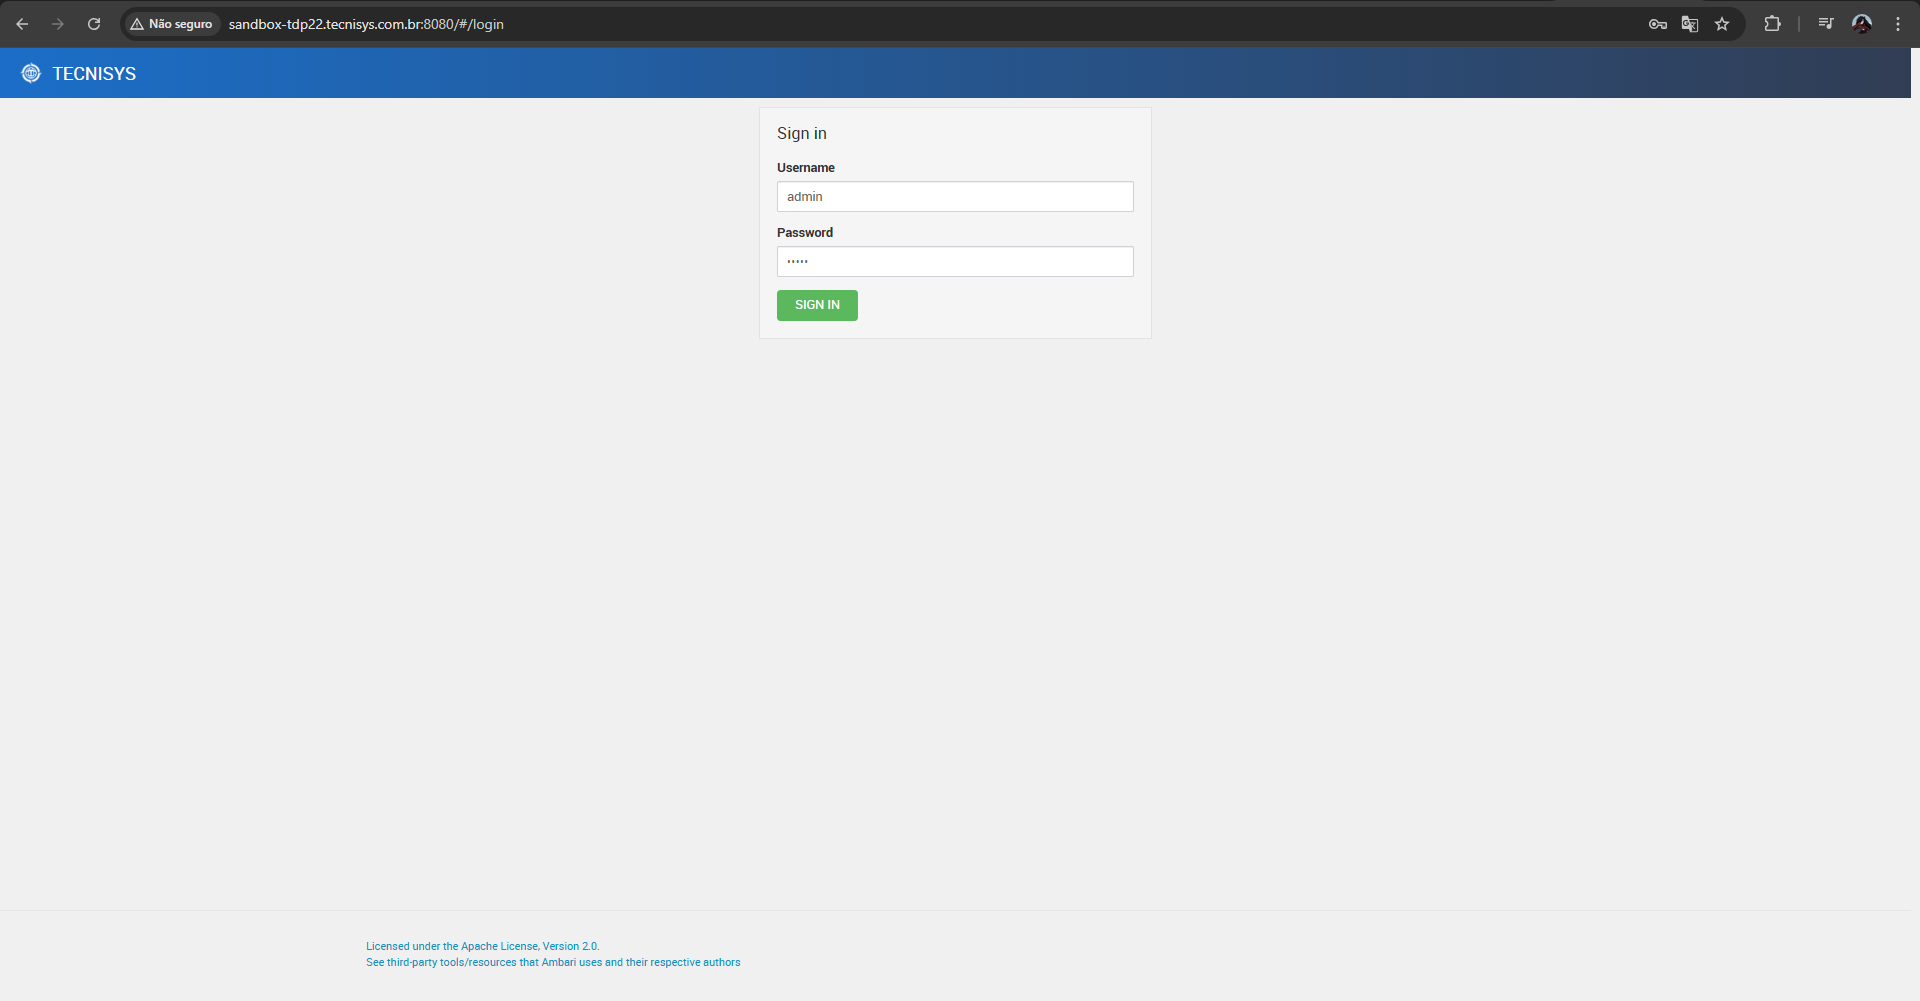 Não seguro sandbox-tdp22.tecnisys.com.br:8080/#/login
TECNISYS
Sign in
Username
admin
Password
•••••
SIGN IN
Licensed under the Apache License, Version 2.0.
See third-party tools/resources that Ambari uses and their respective authors